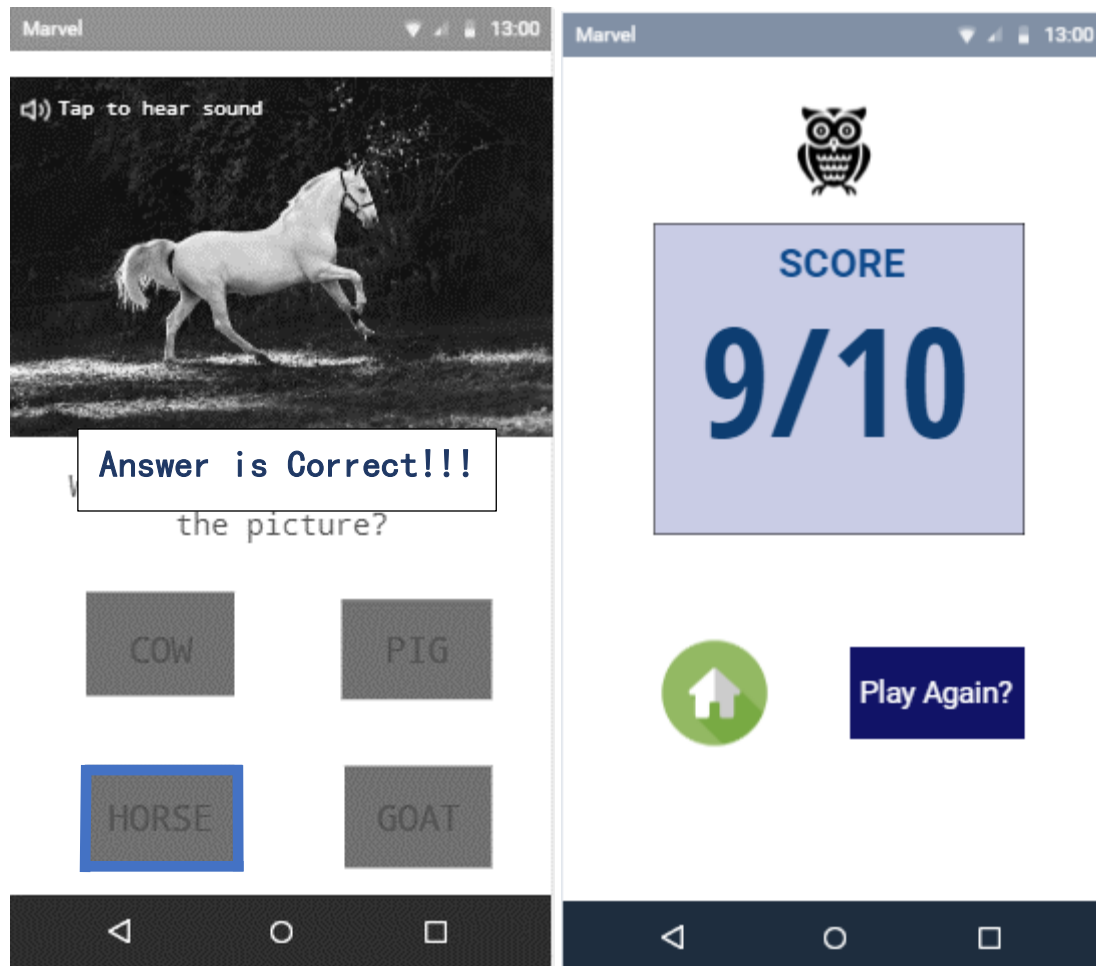 Marvel 13:00
Tap to hear sound
Answer is Correct!!!
the picture?
COW PIG
HORSE GOAT
Marvel 13:00
SCORE
9/10
Play Again?